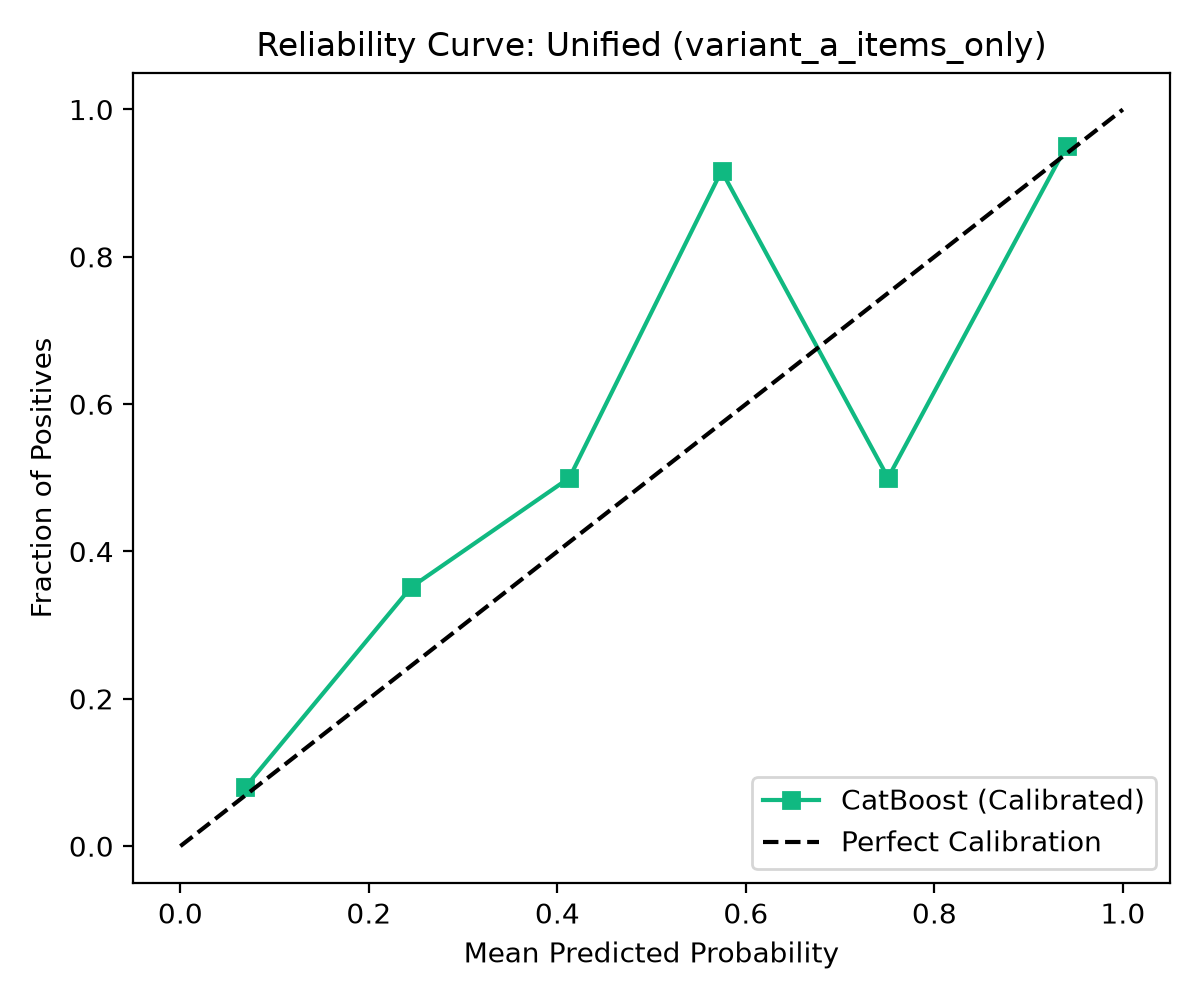 Reliability Curve: Unified (variant_a_items_only)
1.0
0.8
0.6
0.4
0.2
0.0
Fraction of Positives
CatBoost (Calibrated)
Perfect Calibration
0.0 0.2 0.4 0.6 0.8 1.0
Mean Predicted Probability